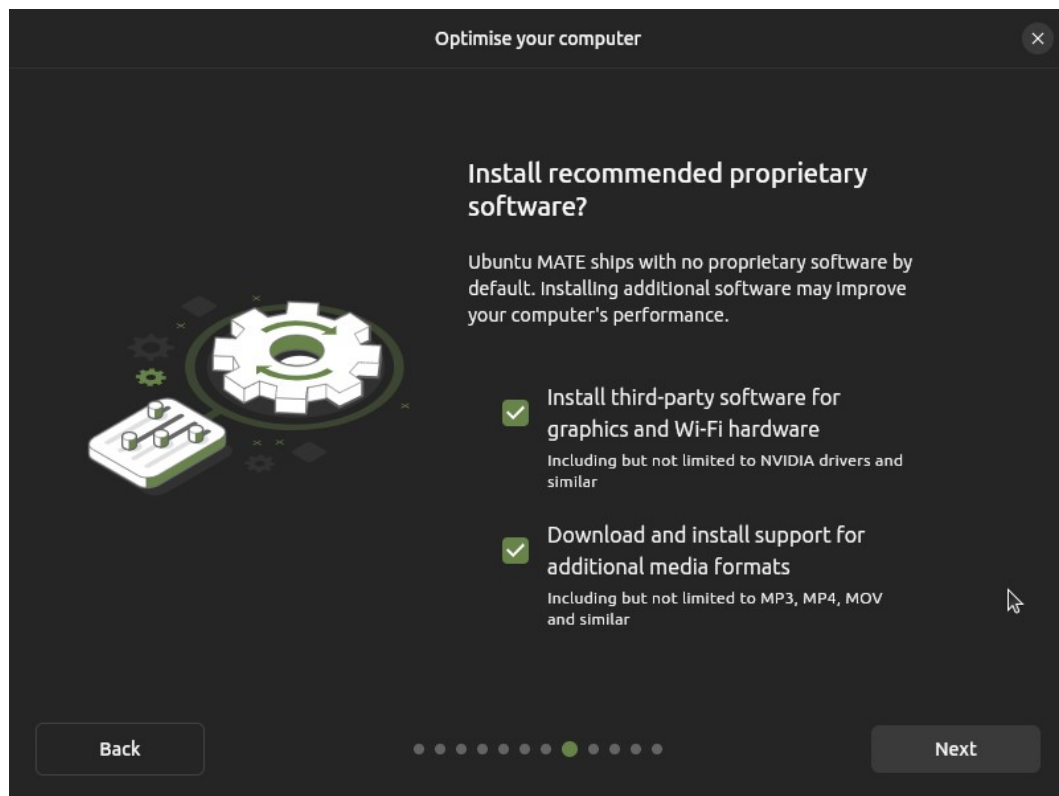 Optimise your computer
Install recommended proprietary
software?
Ubuntu MATE ships with no proprietary software by
default. Installing additional software may improve
your computer's performance.
Install third-party software for
graphics and Wi-Fi hardware
Including but not limited to NVIDIA drivers and
similar
Download and install support for
additional media formats
Including but not limited to MP3, MP4, MOV
and similar
Back
Next